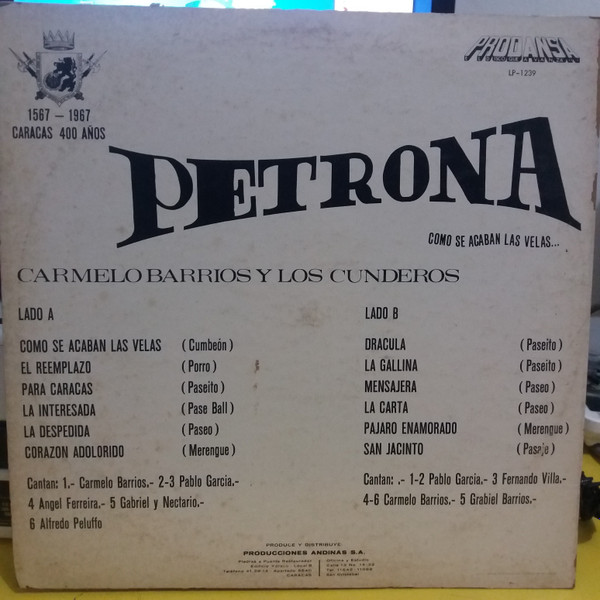 PRODANSA
LP-1239
1567 - 1967
CARACAS 400 AÑOS
PETRONA
COMO SE ACABAN LAS VELAS...
CARMELO BARRIOS Y LOS CUNDEROS
LADO A
COMO SE ACABAN LAS VELAS (Cumbeón)
EL REEMPLAZO (Porro)
PARA CARACAS (Paseito)
LA INTERESADA (Pase Ball)
LA DESPEDIDA (Paseo)
CORAZON ADOLORIDO (Merengue)
Cantan: 1.- Carmelo Barrios.- 2-3 Pablo Garcia.-
4 Angel Ferreira.- 5 Gabriel y Nectario.-
6 Alfredo Peluffo
LADO B
DRACULA (Paseito)
LA GALLINA (Paseito)
MENSAJERA (Paseo)
LA CARTA (Paseo)
PAJARO ENAMORADO (Merengue)
SAN JACINTO (Pasaje)
Cantan: .- 1-2 Pablo Garcia.- 3 Fernando Villa.-
4-6 Carmelo Barrios.- 5 Grabiel Barrios.-
PRODUCE Y DISTRIBUYE:
PRODUCCIONES ANDINAS S.A.
CARACAS